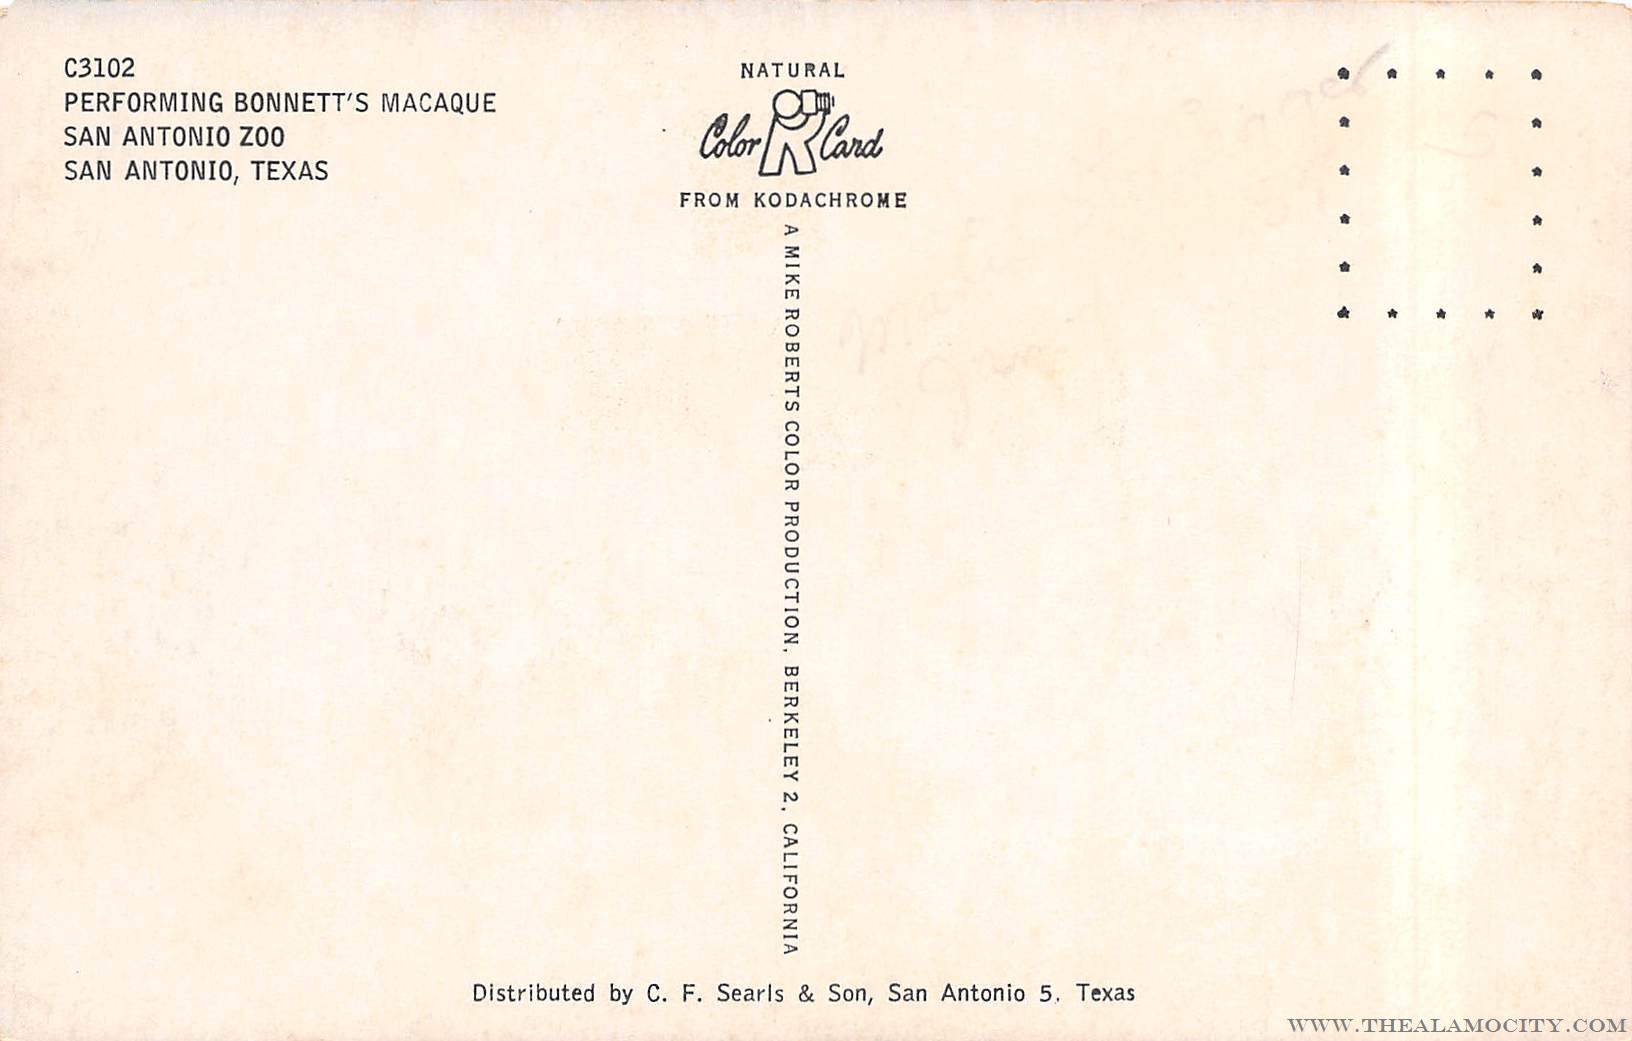 C3102
PERFORMING BONNETT'S MACAQUE
SAN ANTONIO ZOO
SAN ANTONIO, TEXAS
NATURAL
Color Card
FROM KODACHROME
A MIKE ROBERTS COLOR PRODUCTION, BERKELEY 2, CALIFORNIA
Distributed by C. F. Searls & Son, San Antonio 5, Texas
WWW.THEALAMOCITY.COM